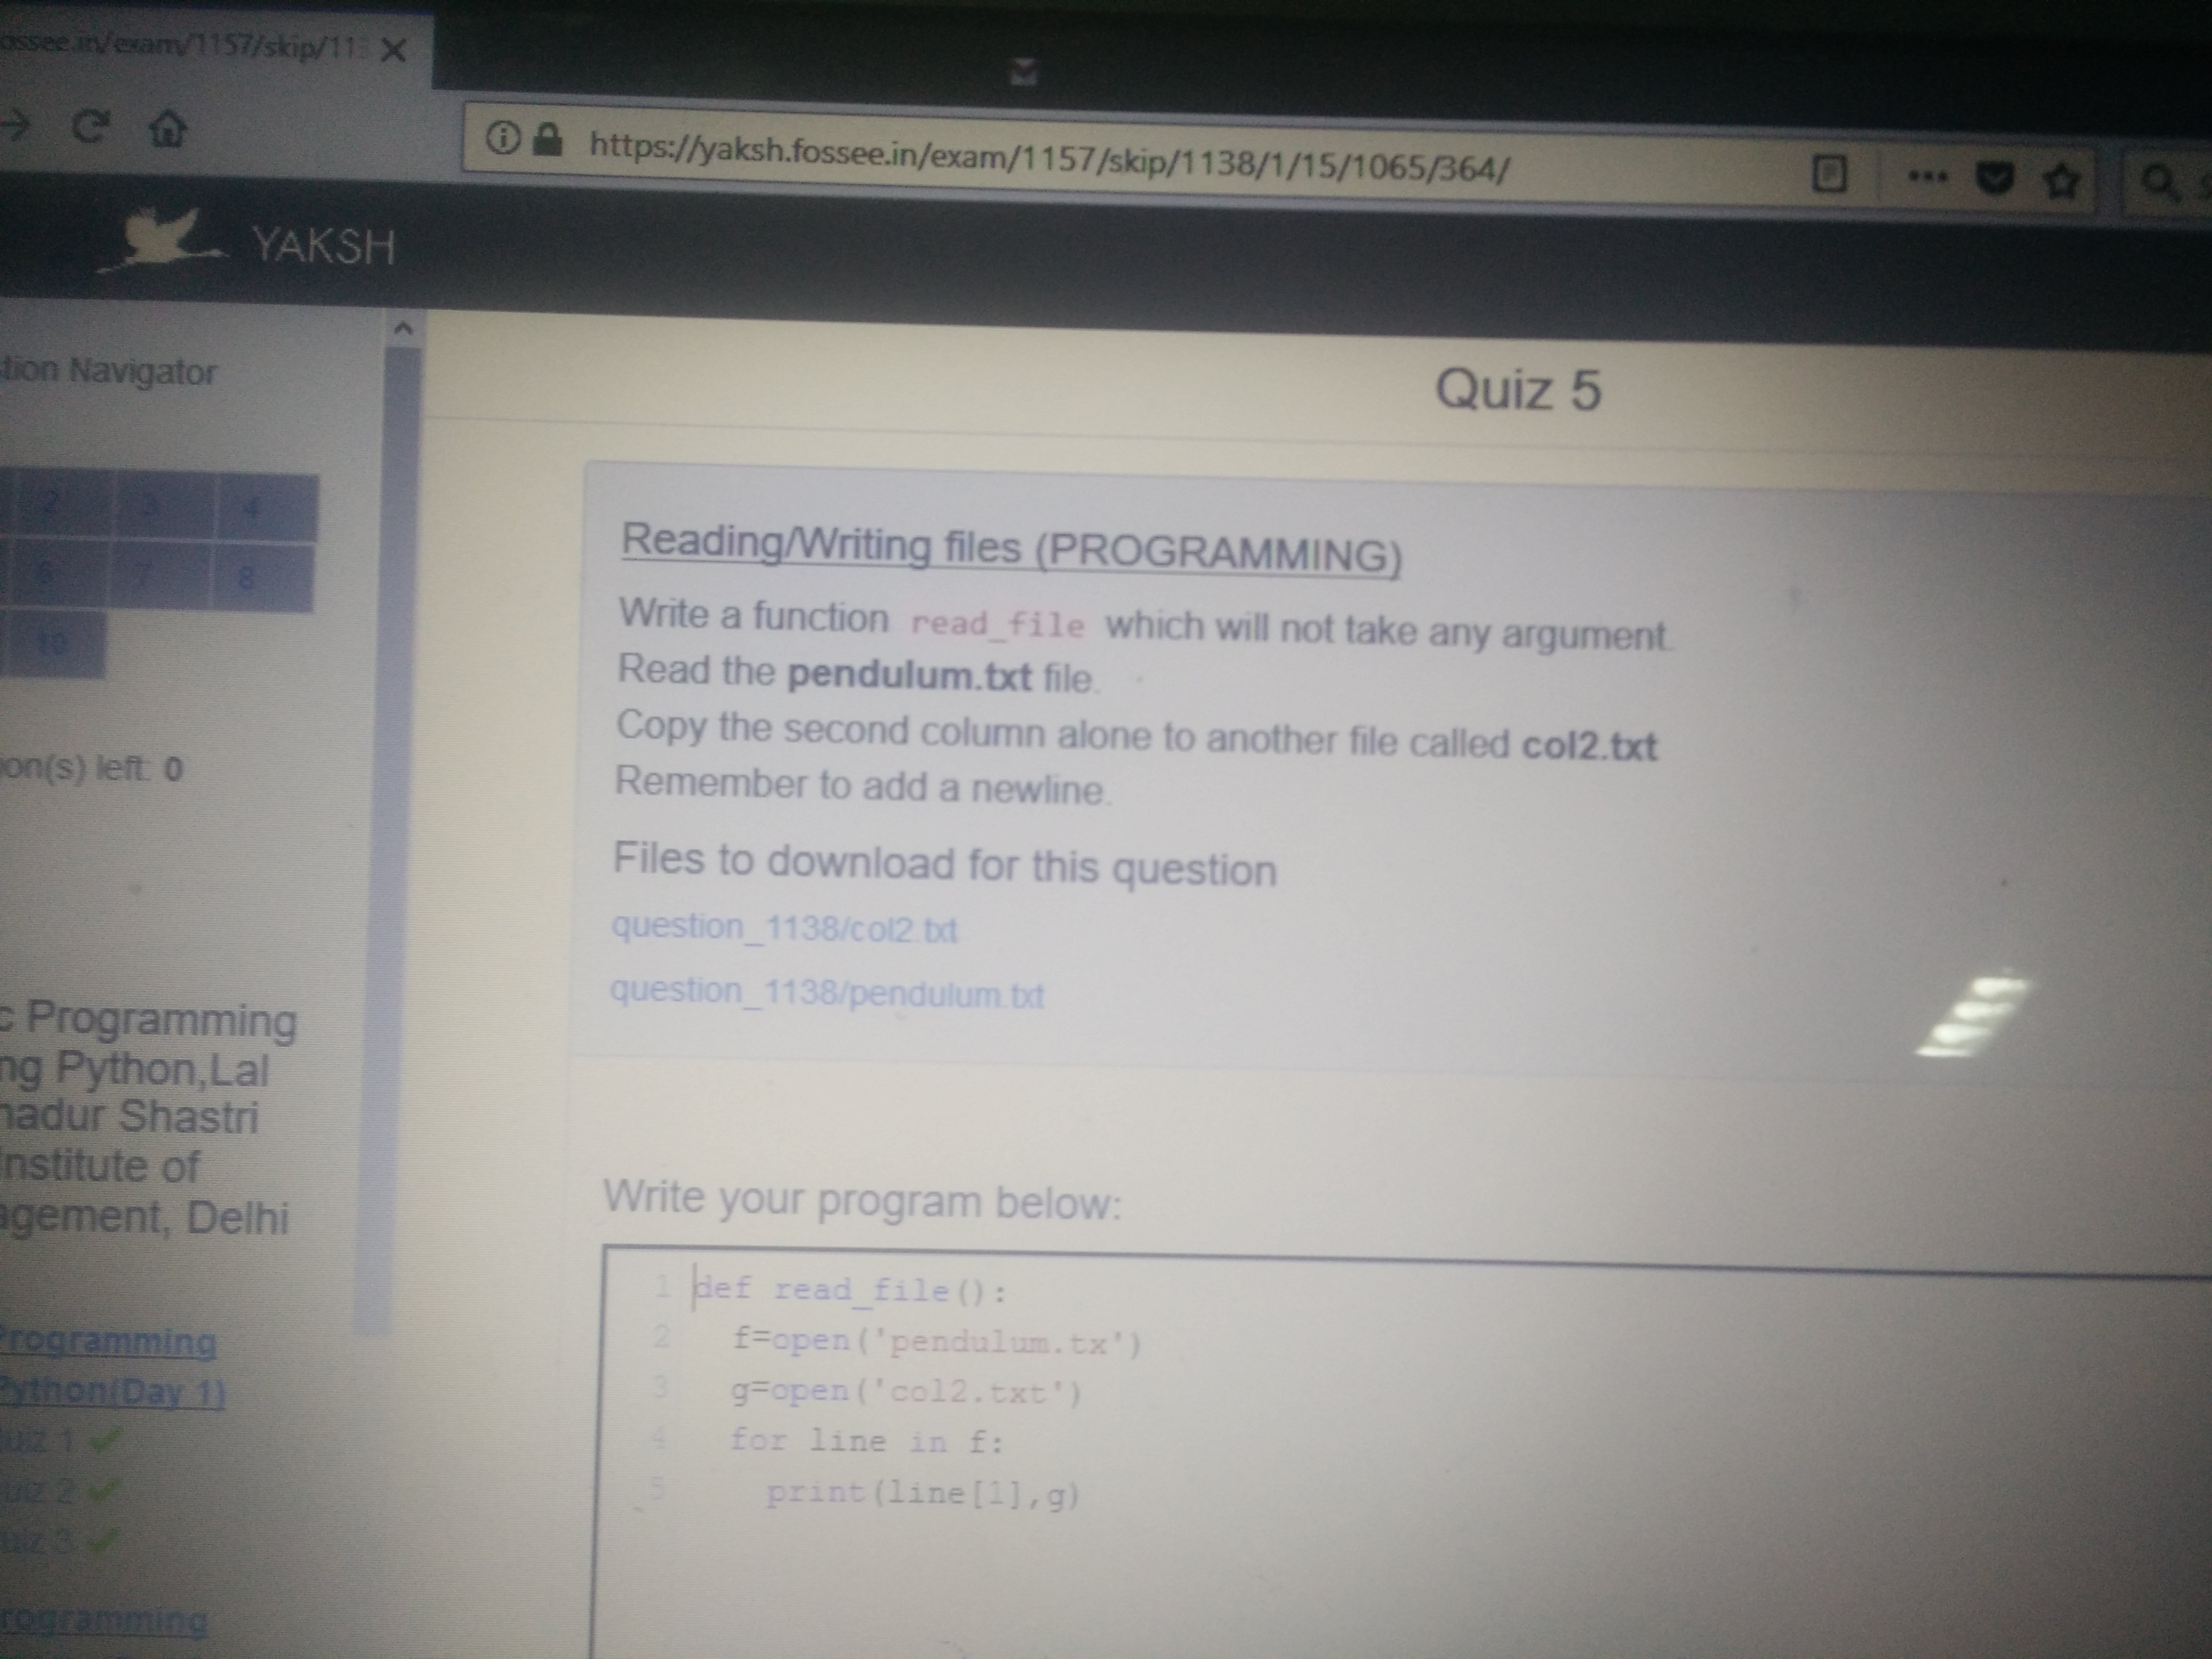 ossee.in/exam/1157/skip/113
https://yaksh.fossee.in/exam/1157/skip/1138/1/15/1065/364/
YAKSH
tion Navigator
2 3 4
6 7 8
10
on(s) left: 0
c Programming
ng Python,Lal
hadur Shastri
Institute of
agement, Delhi
Programming
Python(Day 1)
uiz 1
uiz 2
uiz 3
rogramming
Quiz 5
Reading/Writing files (PROGRAMMING)
Write a function read_file which will not take any argument.
Read the pendulum.txt file.
Copy the second column alone to another file called col2.txt
Remember to add a newline.
Files to download for this question
question_1138/col2.txt
question_1138/pendulum.txt
Write your program below:
1 def read_file():
2 f=open('pendulum.tx')
3 g=open('col2.txt')
4 for line in f:
5 print(line[1],g)